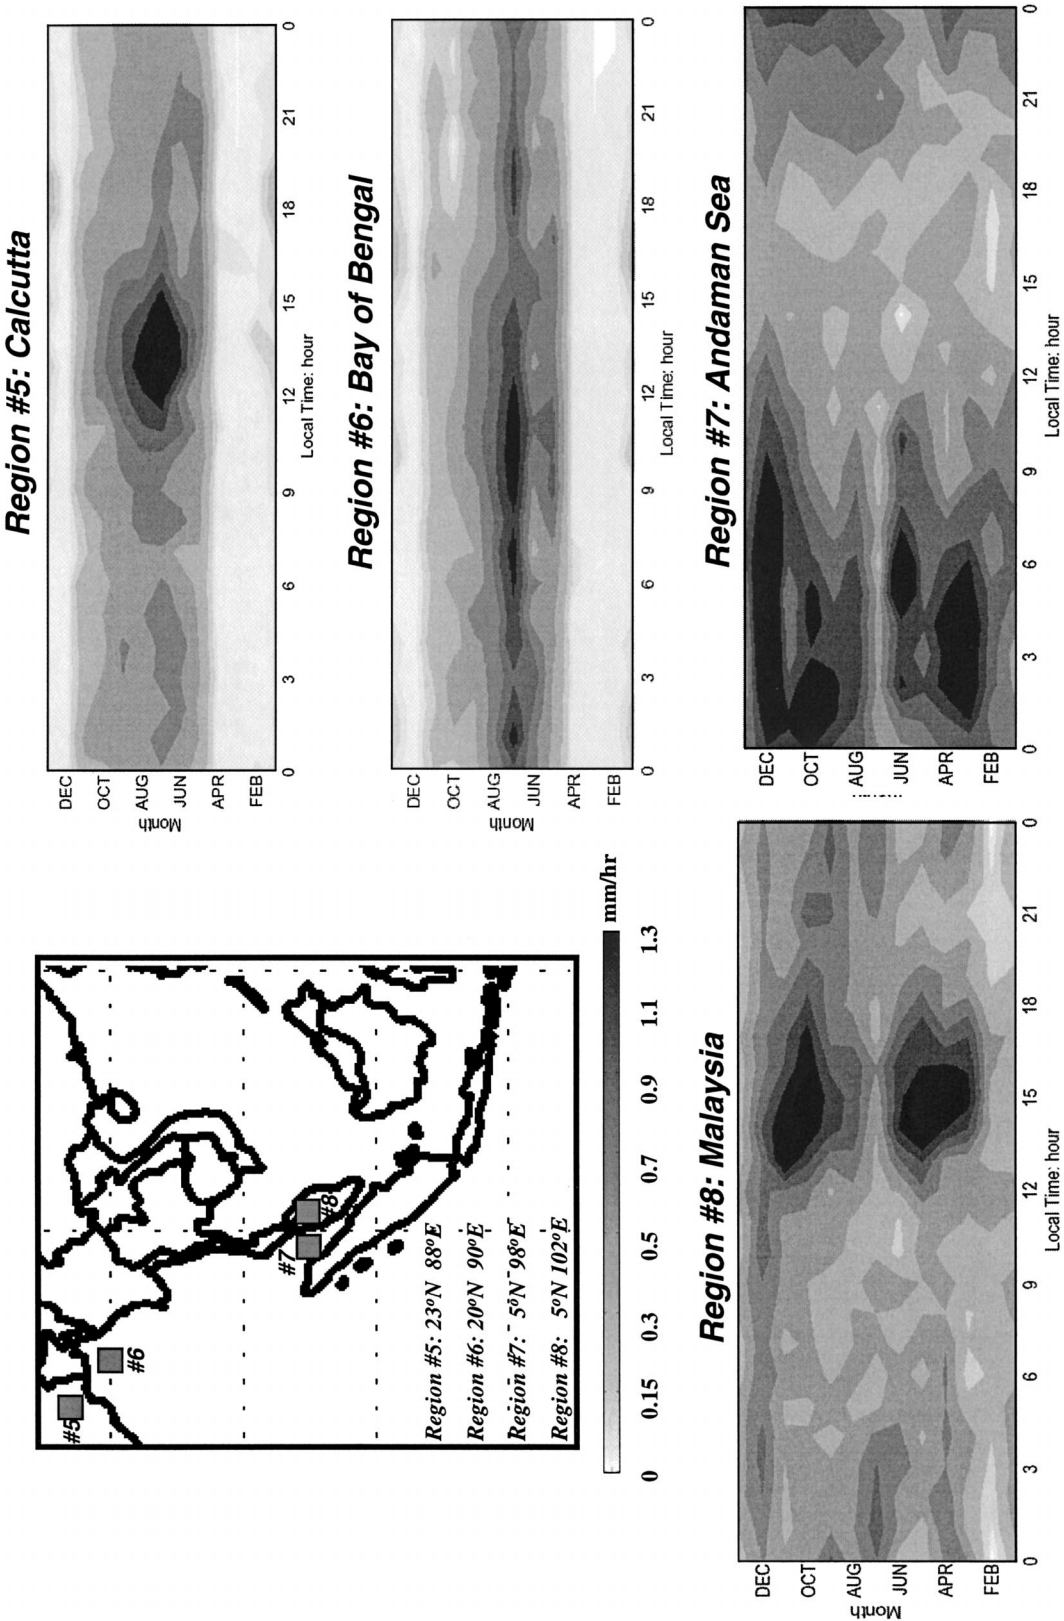 Region #5: Calcutta
DEC
OCT
AUG
JUN
APR
FEB
Month
0 3 6 9 12 15 18 21 0
Local Time: hour
Region #6: Bay of Bengal
DEC
OCT
AUG
JUN
APR
FEB
Month
0 3 6 9 12 15 18 21 0
Local Time: hour
#5
#6
#7
#8
Region #5: 23ºN 88ºE
Region #6: 20ºN 90ºE
Region #7: 5ºN 98ºE
Region #8: 5ºN 102ºE
mm/hr
0 0.15 0.3 0.5 0.7 0.9 1.1 1.3
Region #8: Malaysia
DEC
OCT
AUG
JUN
APR
FEB
Month
0 3 6 9 12 15 18 21 0
Local Time: hour
Region #7: Andaman Sea
DEC
OCT
AUG
JUN
APR
FEB
0 3 6 9 12 15 18 21 0
Local Time: hour